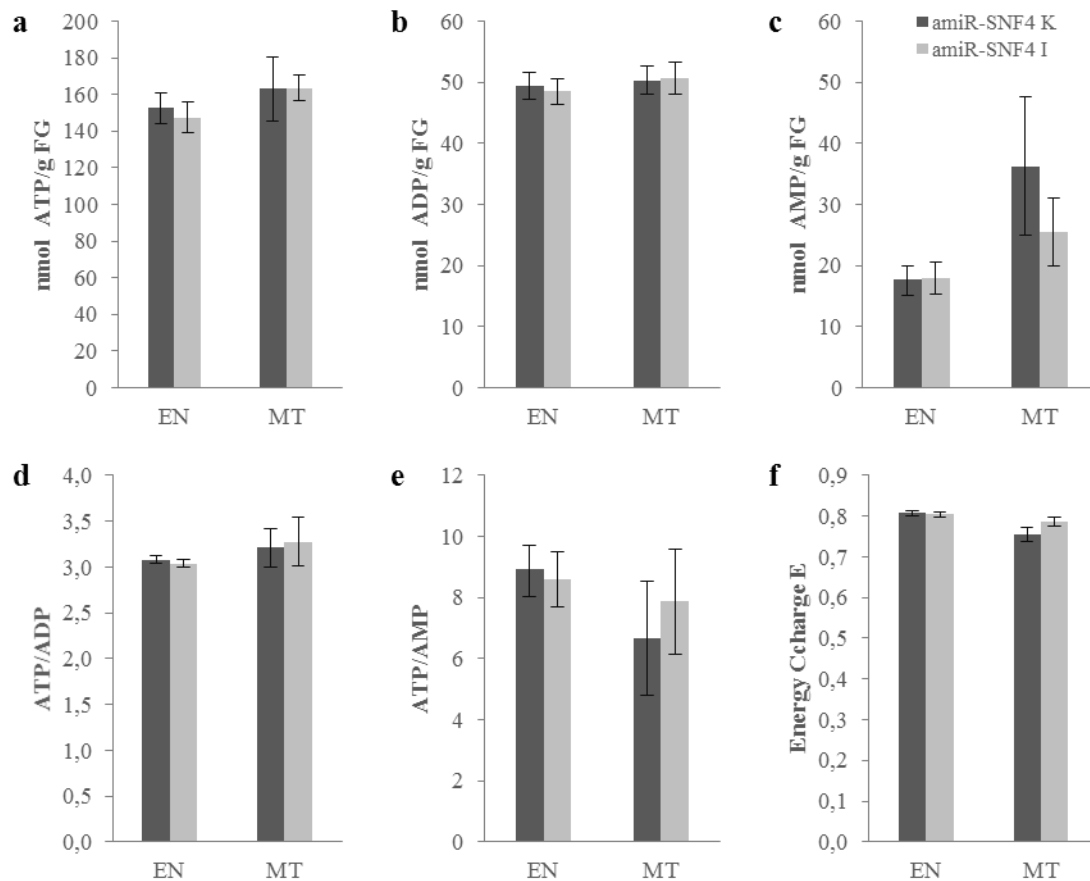 a
nmol ATP/g FG
200
180
160
140
120
100
80
60
40
20
0
EN MT
b
nmol ADP/g FG
60
50
40
30
20
10
0
EN MT
c
nmol AMP/g FG
60
50
40
30
20
10
0
EN MT
amiR-SNF4 K
amiR-SNF4 I
d
ATP/ADP
4,0
3,5
3,0
2,5
2,0
1,5
1,0
0,5
0,0
EN MT
e
ATP/AMP
12
10
8
6
4
2
0
EN MT
f
Energy Ccharge E
0,9
0,8
0,7
0,6
0,5
0,4
0,3
0,2
0,1
0,0
EN MT